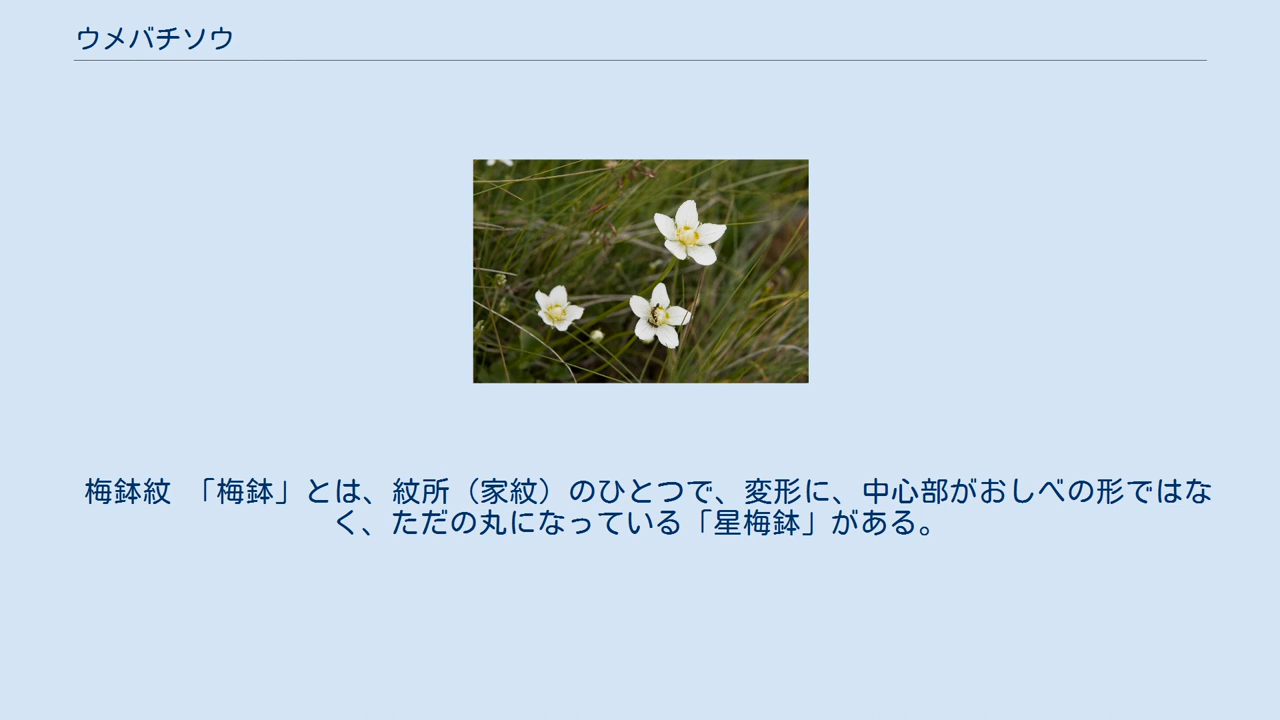 ウメバチソウ
梅鉢紋　「梅鉢」とは、紋所（家紋）のひとつで、変形に、中心部がおしべの形ではな
く、ただの丸になっている「星梅鉢」がある。